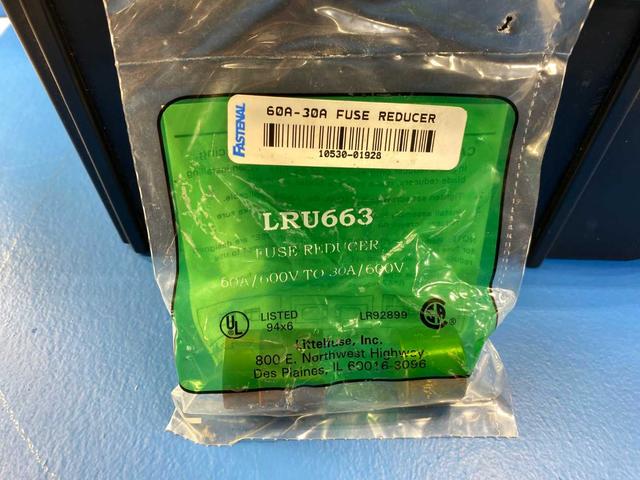 FASTENAL
60A-30A FUSE REDUCER
10530-01928
LRU663
FUSE REDUCER
60A/600V TO 30A/600V
UL
LISTED
94x6
LR92899
Littelfuse, Inc.
800 E. Northwest Highway
Des Plaines, IL 60016-3096